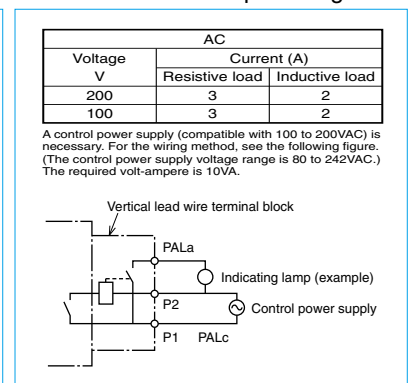 AC
Voltage Current (A)
V Resistive load Inductive load
200 3 2
100 3 2
A control power supply (compatible with 100 to 200VAC) is
necessary. For the wiring method, see the following figure.
(The control power supply voltage range is 80 to 242VAC.)
The required volt-ampere is 10VA.
Vertical lead wire terminal block
PALa
Indicating lamp (example)
P2
Control power supply
P1 PALc